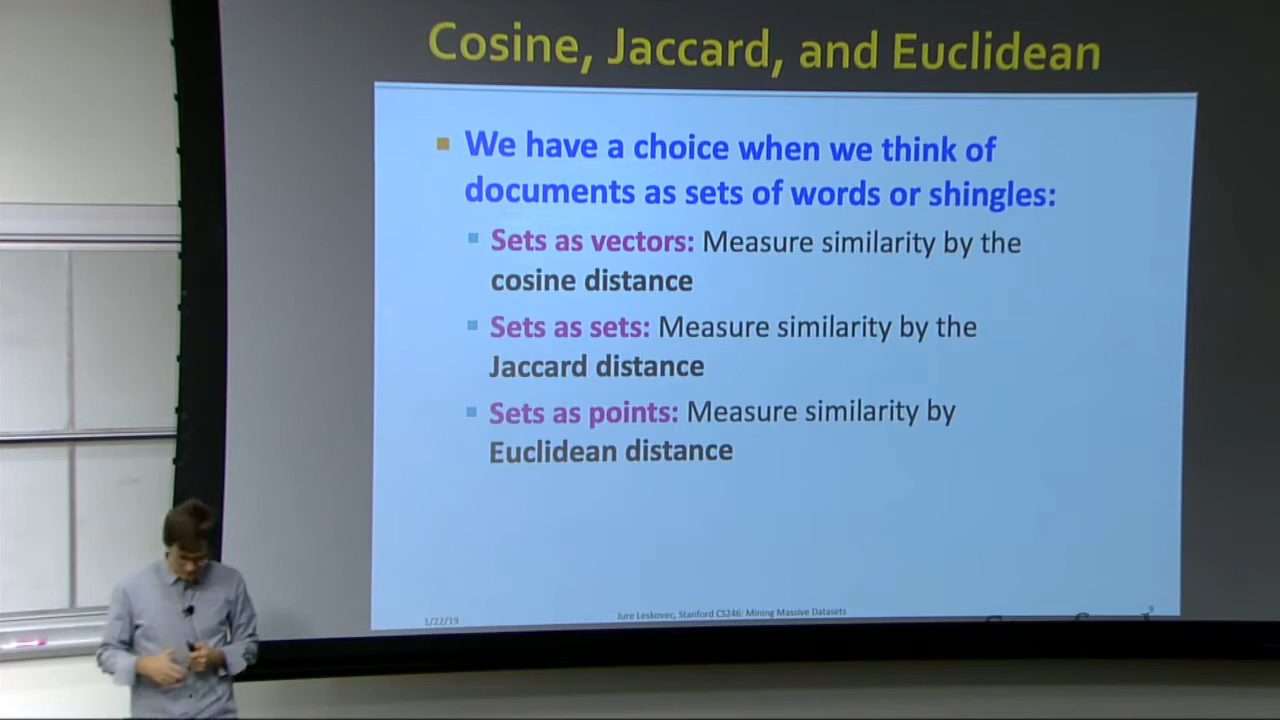 Cosine, Jaccard, and Euclidean
We have a choice when we think of
documents as sets of words or shingles:
Sets as vectors: Measure similarity by the
cosine distance
Sets as sets: Measure similarity by the
Jaccard distance
Sets as points: Measure similarity by
Euclidean distance
1/22/19
Jure Leskovec, Stanford CS246: Mining Massive Datasets
9